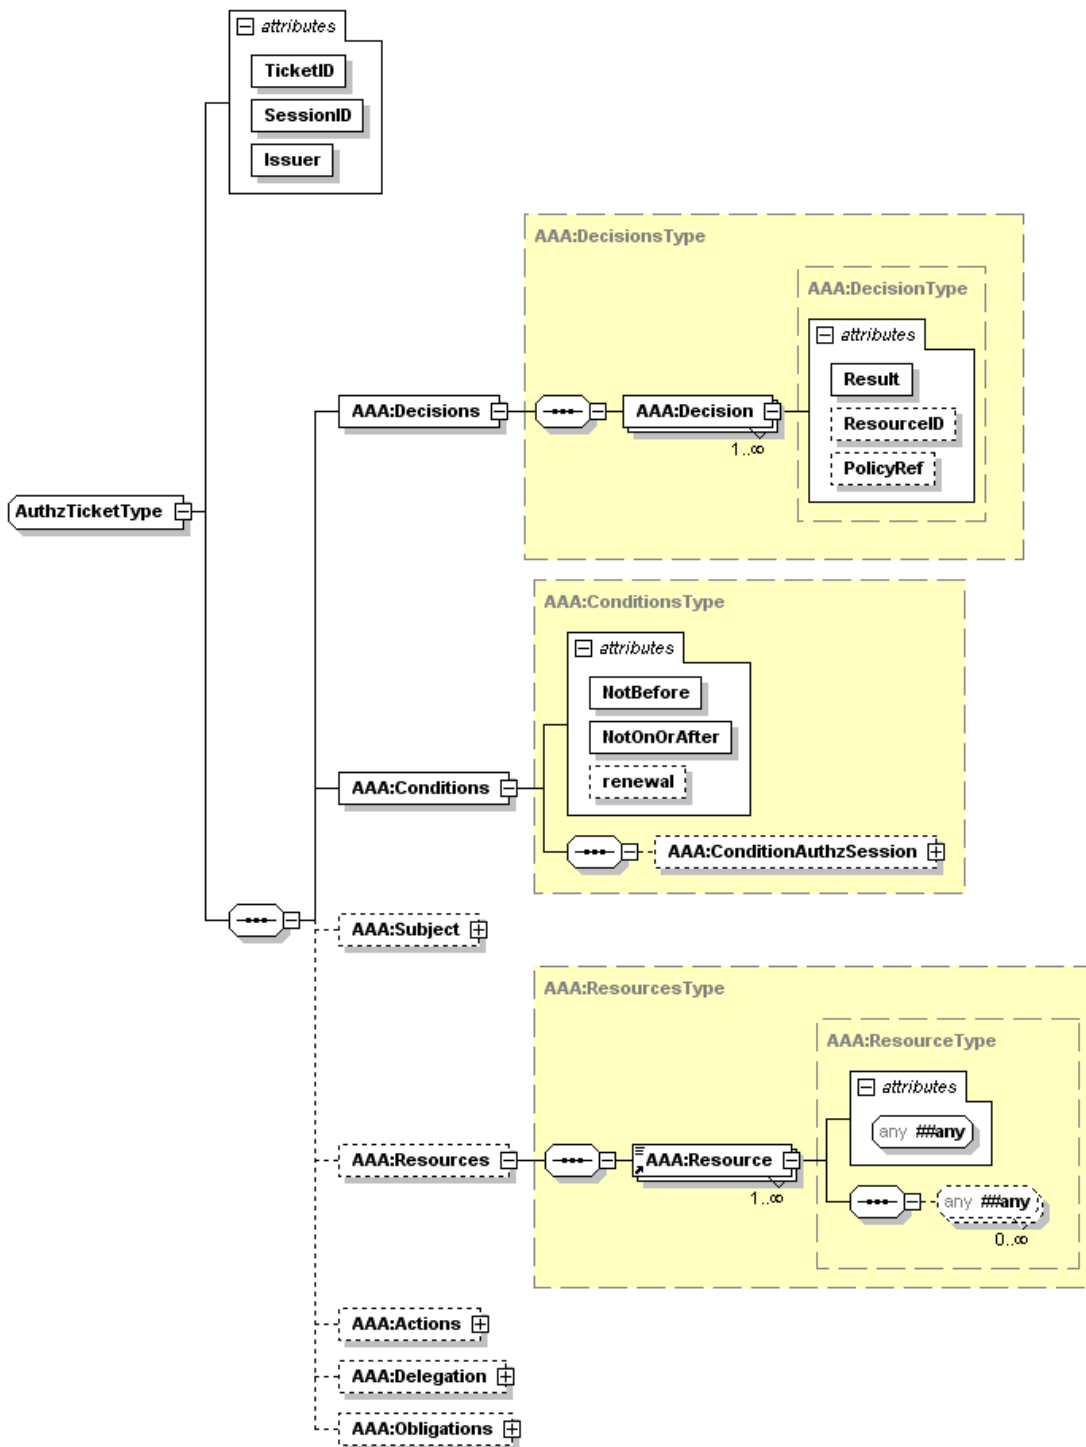 attributes
TicketID
SessionID
Issuer
AAA:DecisionsType
AAA:DecisionType
attributes
Result
AAA:Decisions
AAA:Decision
ResourceID
1..∞
PolicyRef
AuthzTicketType
AAA:ConditionsType
attributes
NotBefore
NotOnOrAfter
renewal
AAA:Conditions
AAA:ConditionAuthzSession
AAA:Subject
AAA:ResourcesType
AAA:ResourceType
attributes
any ##any
AAA:Resources
AAA:Resource
1..∞
any ##any
0..∞
AAA:Actions
AAA:Delegation
AAA:Obligations